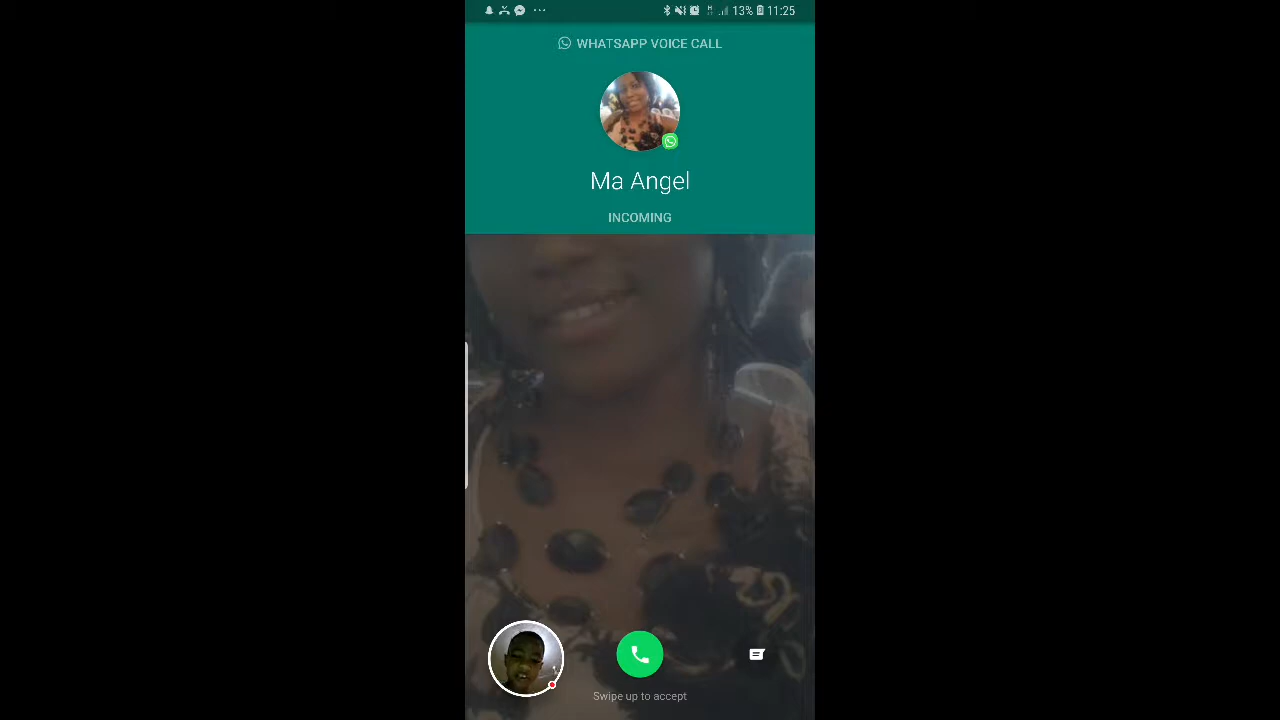 13% 11:25
WHATSAPP VOICE CALL
Ma Angel
INCOMING
Swipe up to accept